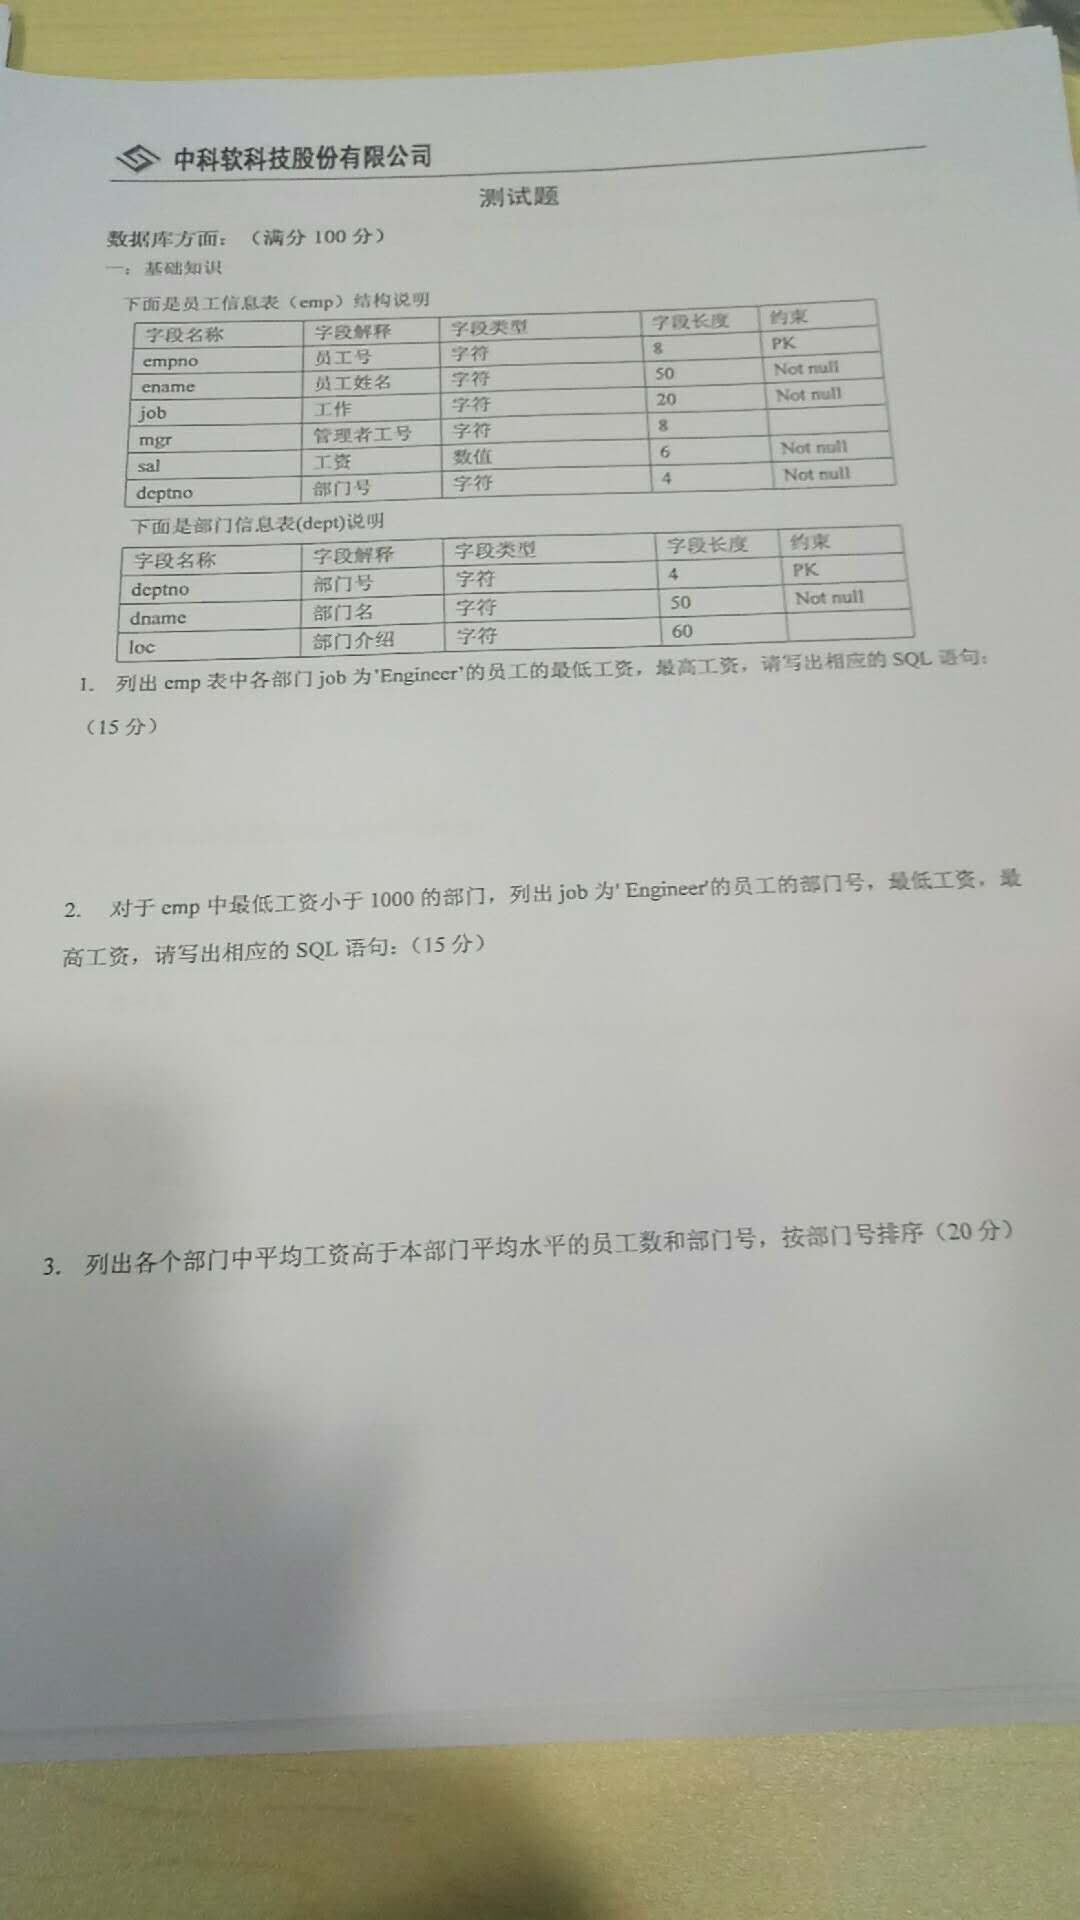 中科软科技股份有限公司
测试题
数据库方面：（满分 100 分）
一：基础知识
下面是员工信息表（emp）结构说明
字段名称 字段解释 字段类型 字段长度 约束
empno 员工号 字符 8 PK
ename 员工姓名 字符 50 Not null
job 工作 字符 20 Not null
mgr 管理者工号 字符 8
sal 工资 数值 6 Not null
deptno 部门号 字符 4 Not null
下面是部门信息表(dept)说明
字段名称 字段解释 字段类型 字段长度 约束
deptno 部门号 字符 4 PK
dname 部门名 字符 50 Not null
loc 部门介绍 字符 60
1. 列出 emp 表中各部门 job 为'Engineer'的员工的最低工资，最高工资，请写出相应的 SQL 语句：
（15 分）
2. 对于 emp 中最低工资小于 1000 的部门，列出 job 为' Engineer'的员工的部门号，最低工资，最
高工资，请写出相应的 SQL 语句：（15 分）
3. 列出各个部门中平均工资高于本部门平均水平的员工数和部门号，按部门号排序（20 分）